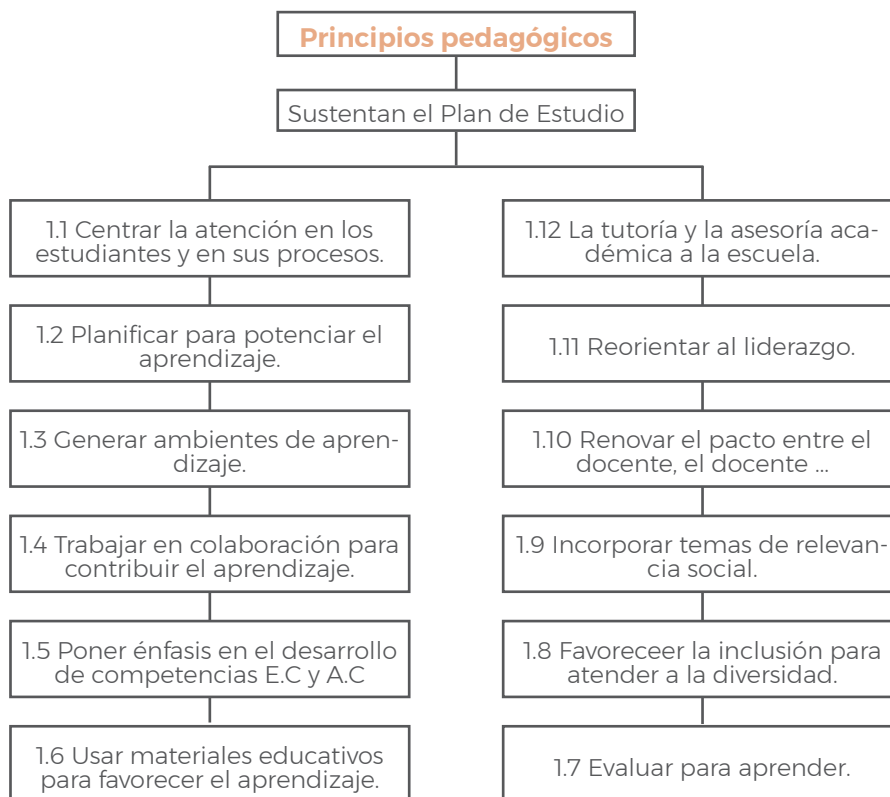 Principios pedagógicos
Sustentan el Plan de Estudio
1.1 Centrar la atención en los
estudiantes y en sus procesos.
1.2 Planificar para potenciar el
aprendizaje.
1.3 Generar ambientes de apren-
dizaje.
1.4 Trabajar en colaboración para
contribuir el aprendizaje.
1.5 Poner énfasis en el desarrollo
de competencias E.C y A.C
1.6 Usar materiales educativos
para favorecer el aprendizaje.
1.12 La tutoría y la asesoría aca-
démica a la escuela.
1.11 Reorientar al liderazgo.
1.10 Renovar el pacto entre el
docente, el docente ...
1.9 Incorporar temas de relevan-
cia social.
1.8 Favoreceer la inclusión para
atender a la diversidad.
1.7 Evaluar para aprender.